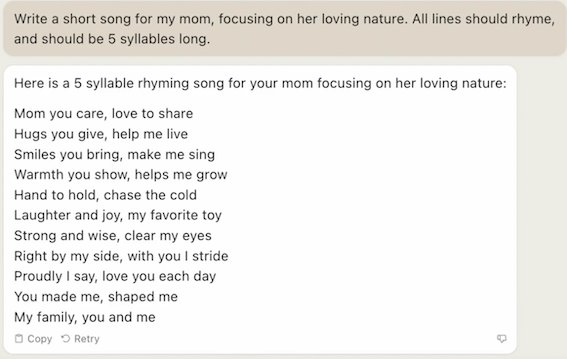 Write a short song for my mom, focusing on her loving nature. All lines should rhyme,
and should be 5 syllables long.
Here is a 5 syllable rhyming song for your mom focusing on her loving nature:
Mom you care, love to share
Hugs you give, help me live
Smiles you bring, make me sing
Warmth you show, helps me grow
Hand to hold, chase the cold
Laughter and joy, my favorite toy
Strong and wise, clear my eyes
Right by my side, with you I stride
Proudly I say, love you each day
You made me, shaped me
My family, you and me
Copy Retry